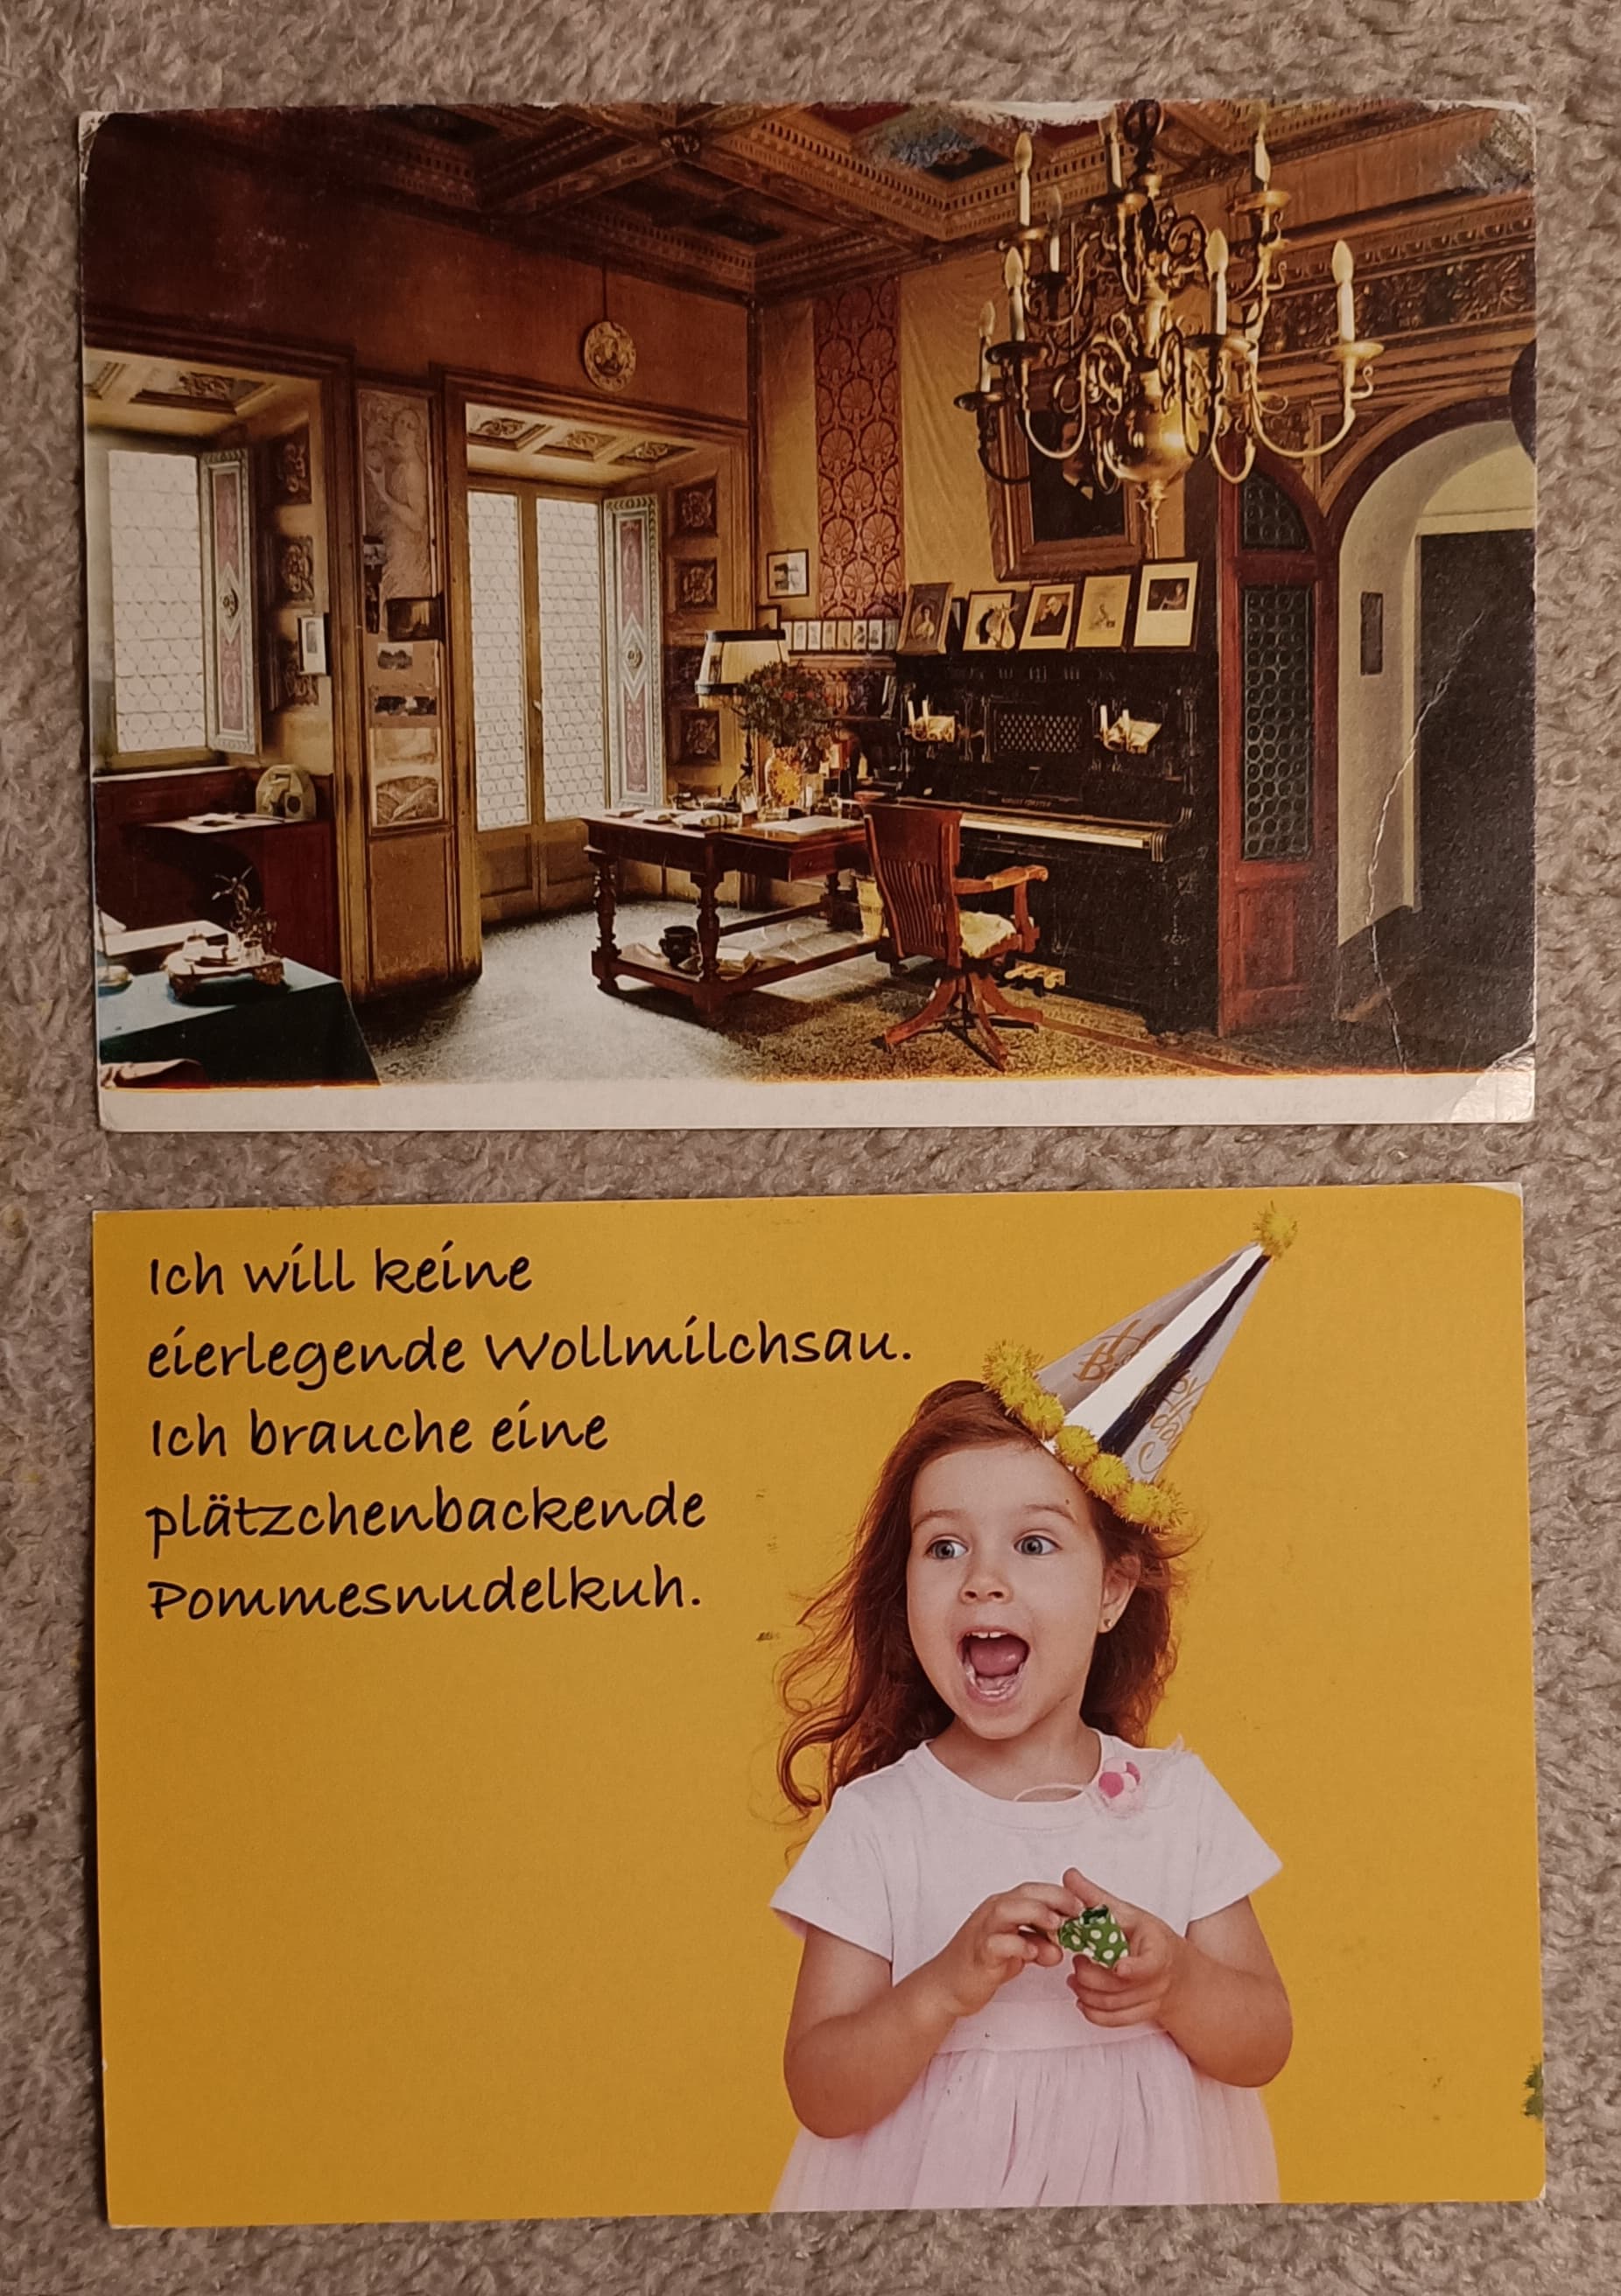 Ich will keine
eierlegende Wollmilchsau.
Ich brauche eine
plätzchenbackende
Pommesnudelkuh.